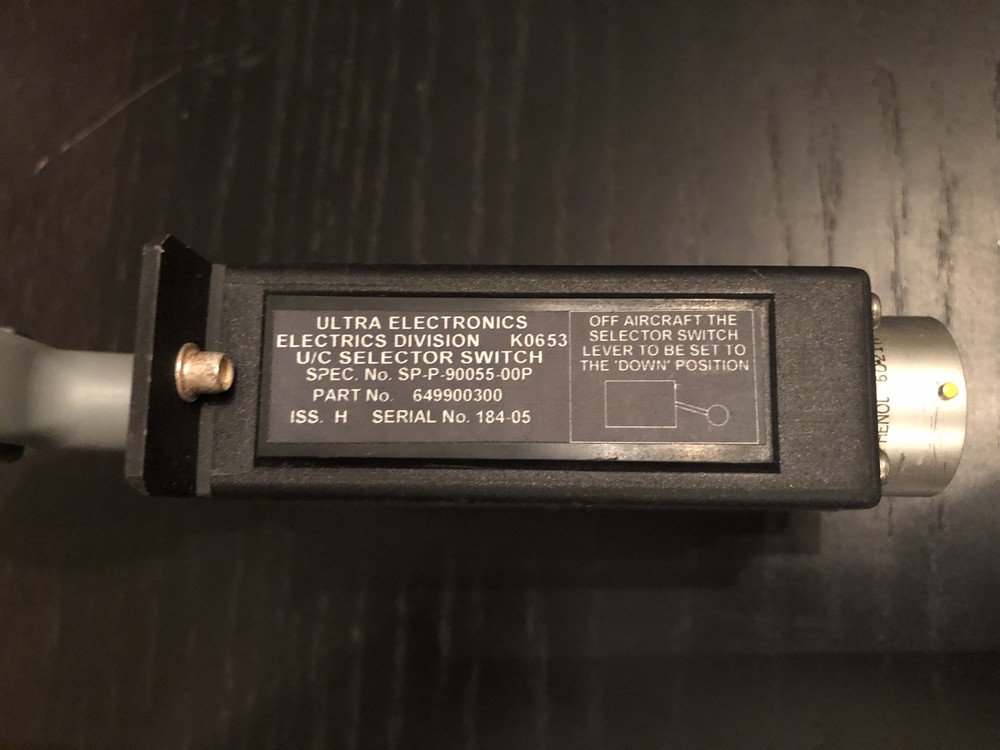 ULTRA ELECTRONICS
ELECTRICS DIVISION K0653
U/C SELECTOR SWITCH
SPEC. No. SP-P-90055-00P
PART No. 649900300
ISS. H SERIAL No. 184-05
OFF AIRCRAFT THE
SELECTOR SWITCH
LEVER TO BE SET TO
THE 'DOWN' POSITION